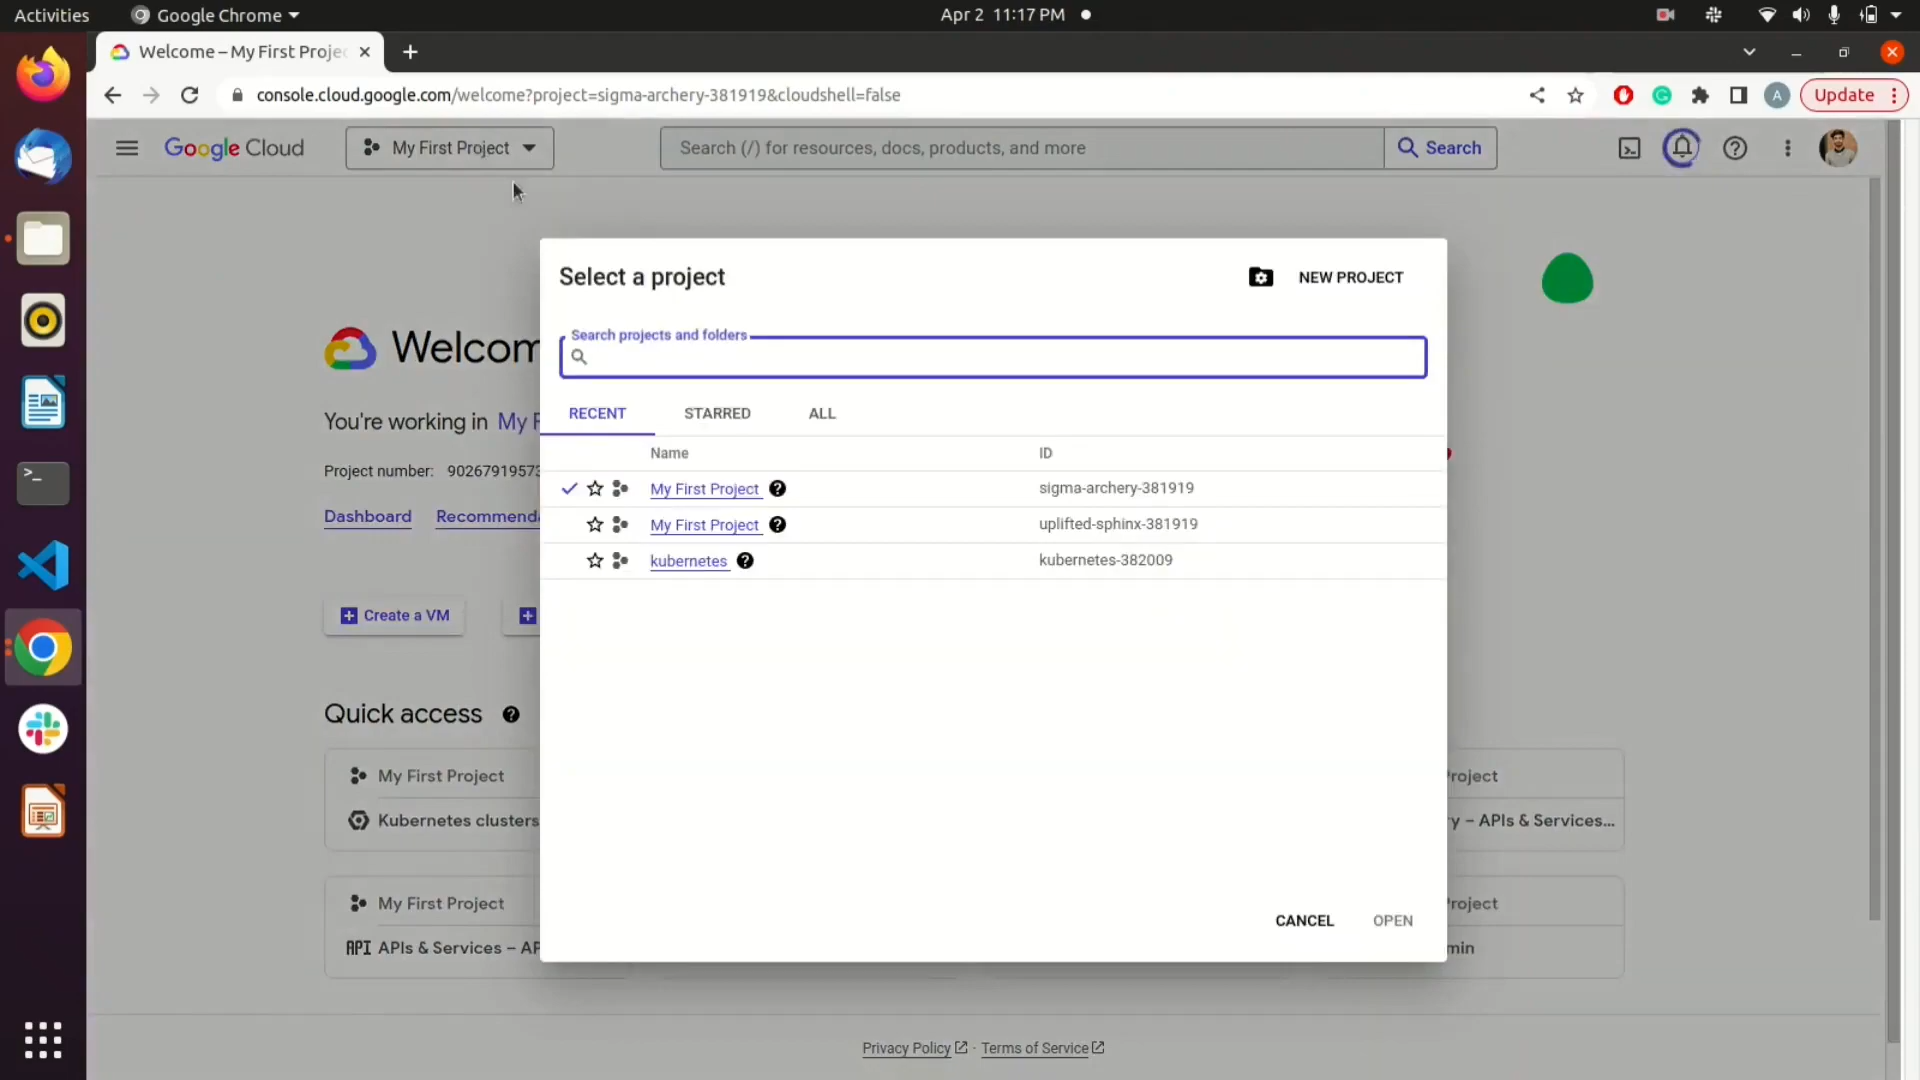 Activities
Google Chrome
Apr 2 11:17 PM
Welcome – My First Proje
console.cloud.google.com/welcome?project=sigma-archery-381919&cloudshell=false
A
Update
Google Cloud
My First Project
Search (/) for resources, docs, products, and more
Search
Select a project
NEW PROJECT
Search projects and folders
Welcom
You're working in My F
RECENT
STARRED
ALL
Name
ID
Project number: 90267919573
My First Project
sigma-archery-381919
Dashboard
Recommend
My First Project
uplifted-sphinx-381919
kubernetes
kubernetes-382009
Create a VM
Quick access
My First Project
roject
Kubernetes clusters
y – APIs & Services...
My First Project
roject
CANCEL
OPEN
API APIs & Services – AP
min
Privacy Policy · Terms of Service